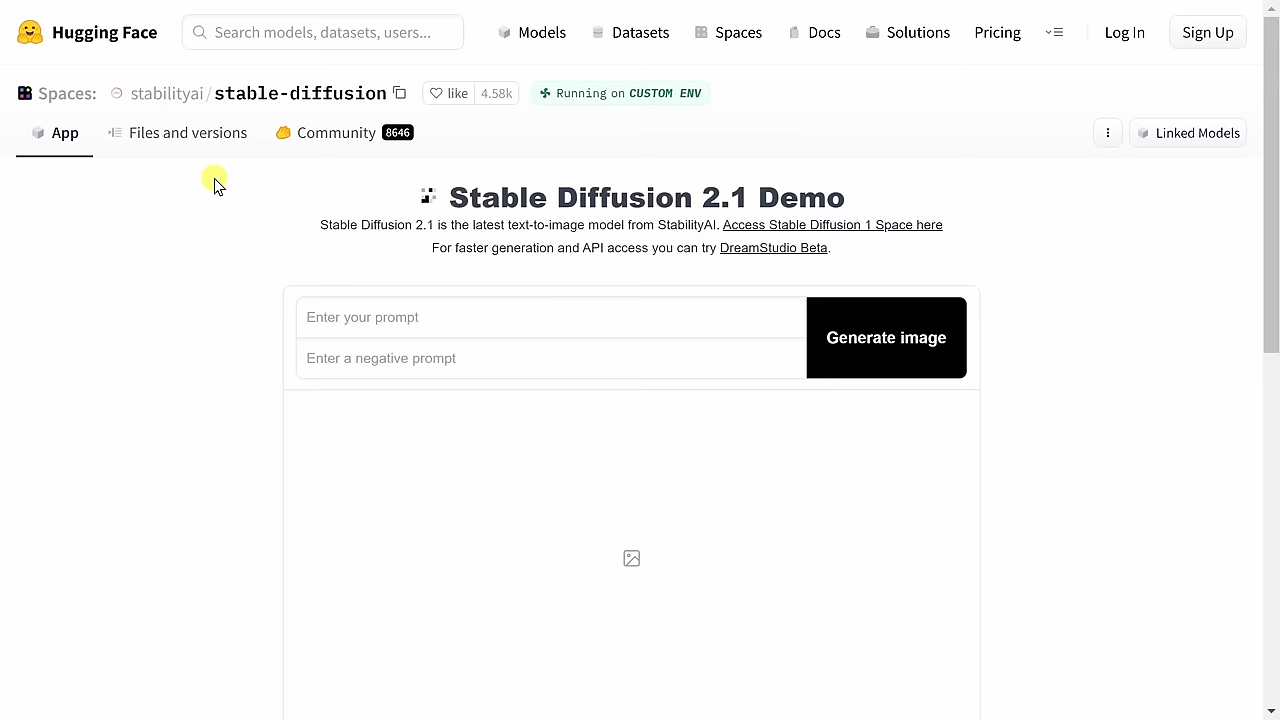 Hugging Face Search models, datasets, users... Models Datasets Spaces Docs Solutions Pricing Log In Sign Up
Spaces: stabilityai/stable-diffusion like 4.58k Running on CUSTOM ENV
App Files and versions Community 8646 Linked Models
Stable Diffusion 2.1 Demo
Stable Diffusion 2.1 is the latest text-to-image model from StabilityAI. Access Stable Diffusion 1 Space here
For faster generation and API access you can try DreamStudio Beta.
Enter your prompt
Generate image
Enter a negative prompt